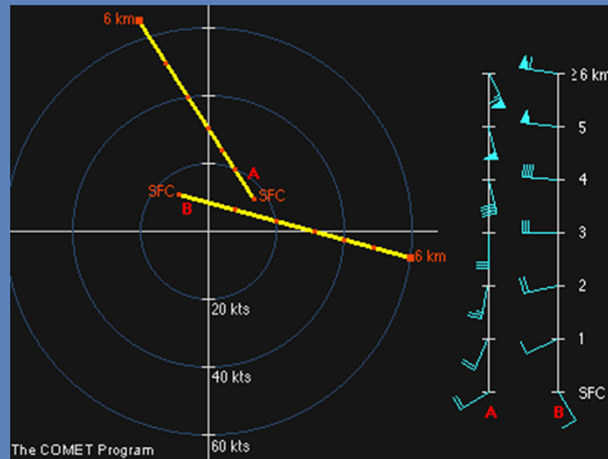 6 km
A
SFC
SFC
B
6 km
20 kts
40 kts
60 kts
≥6 km
5
4
3
2
1
SFC
A
B
The COMET Program